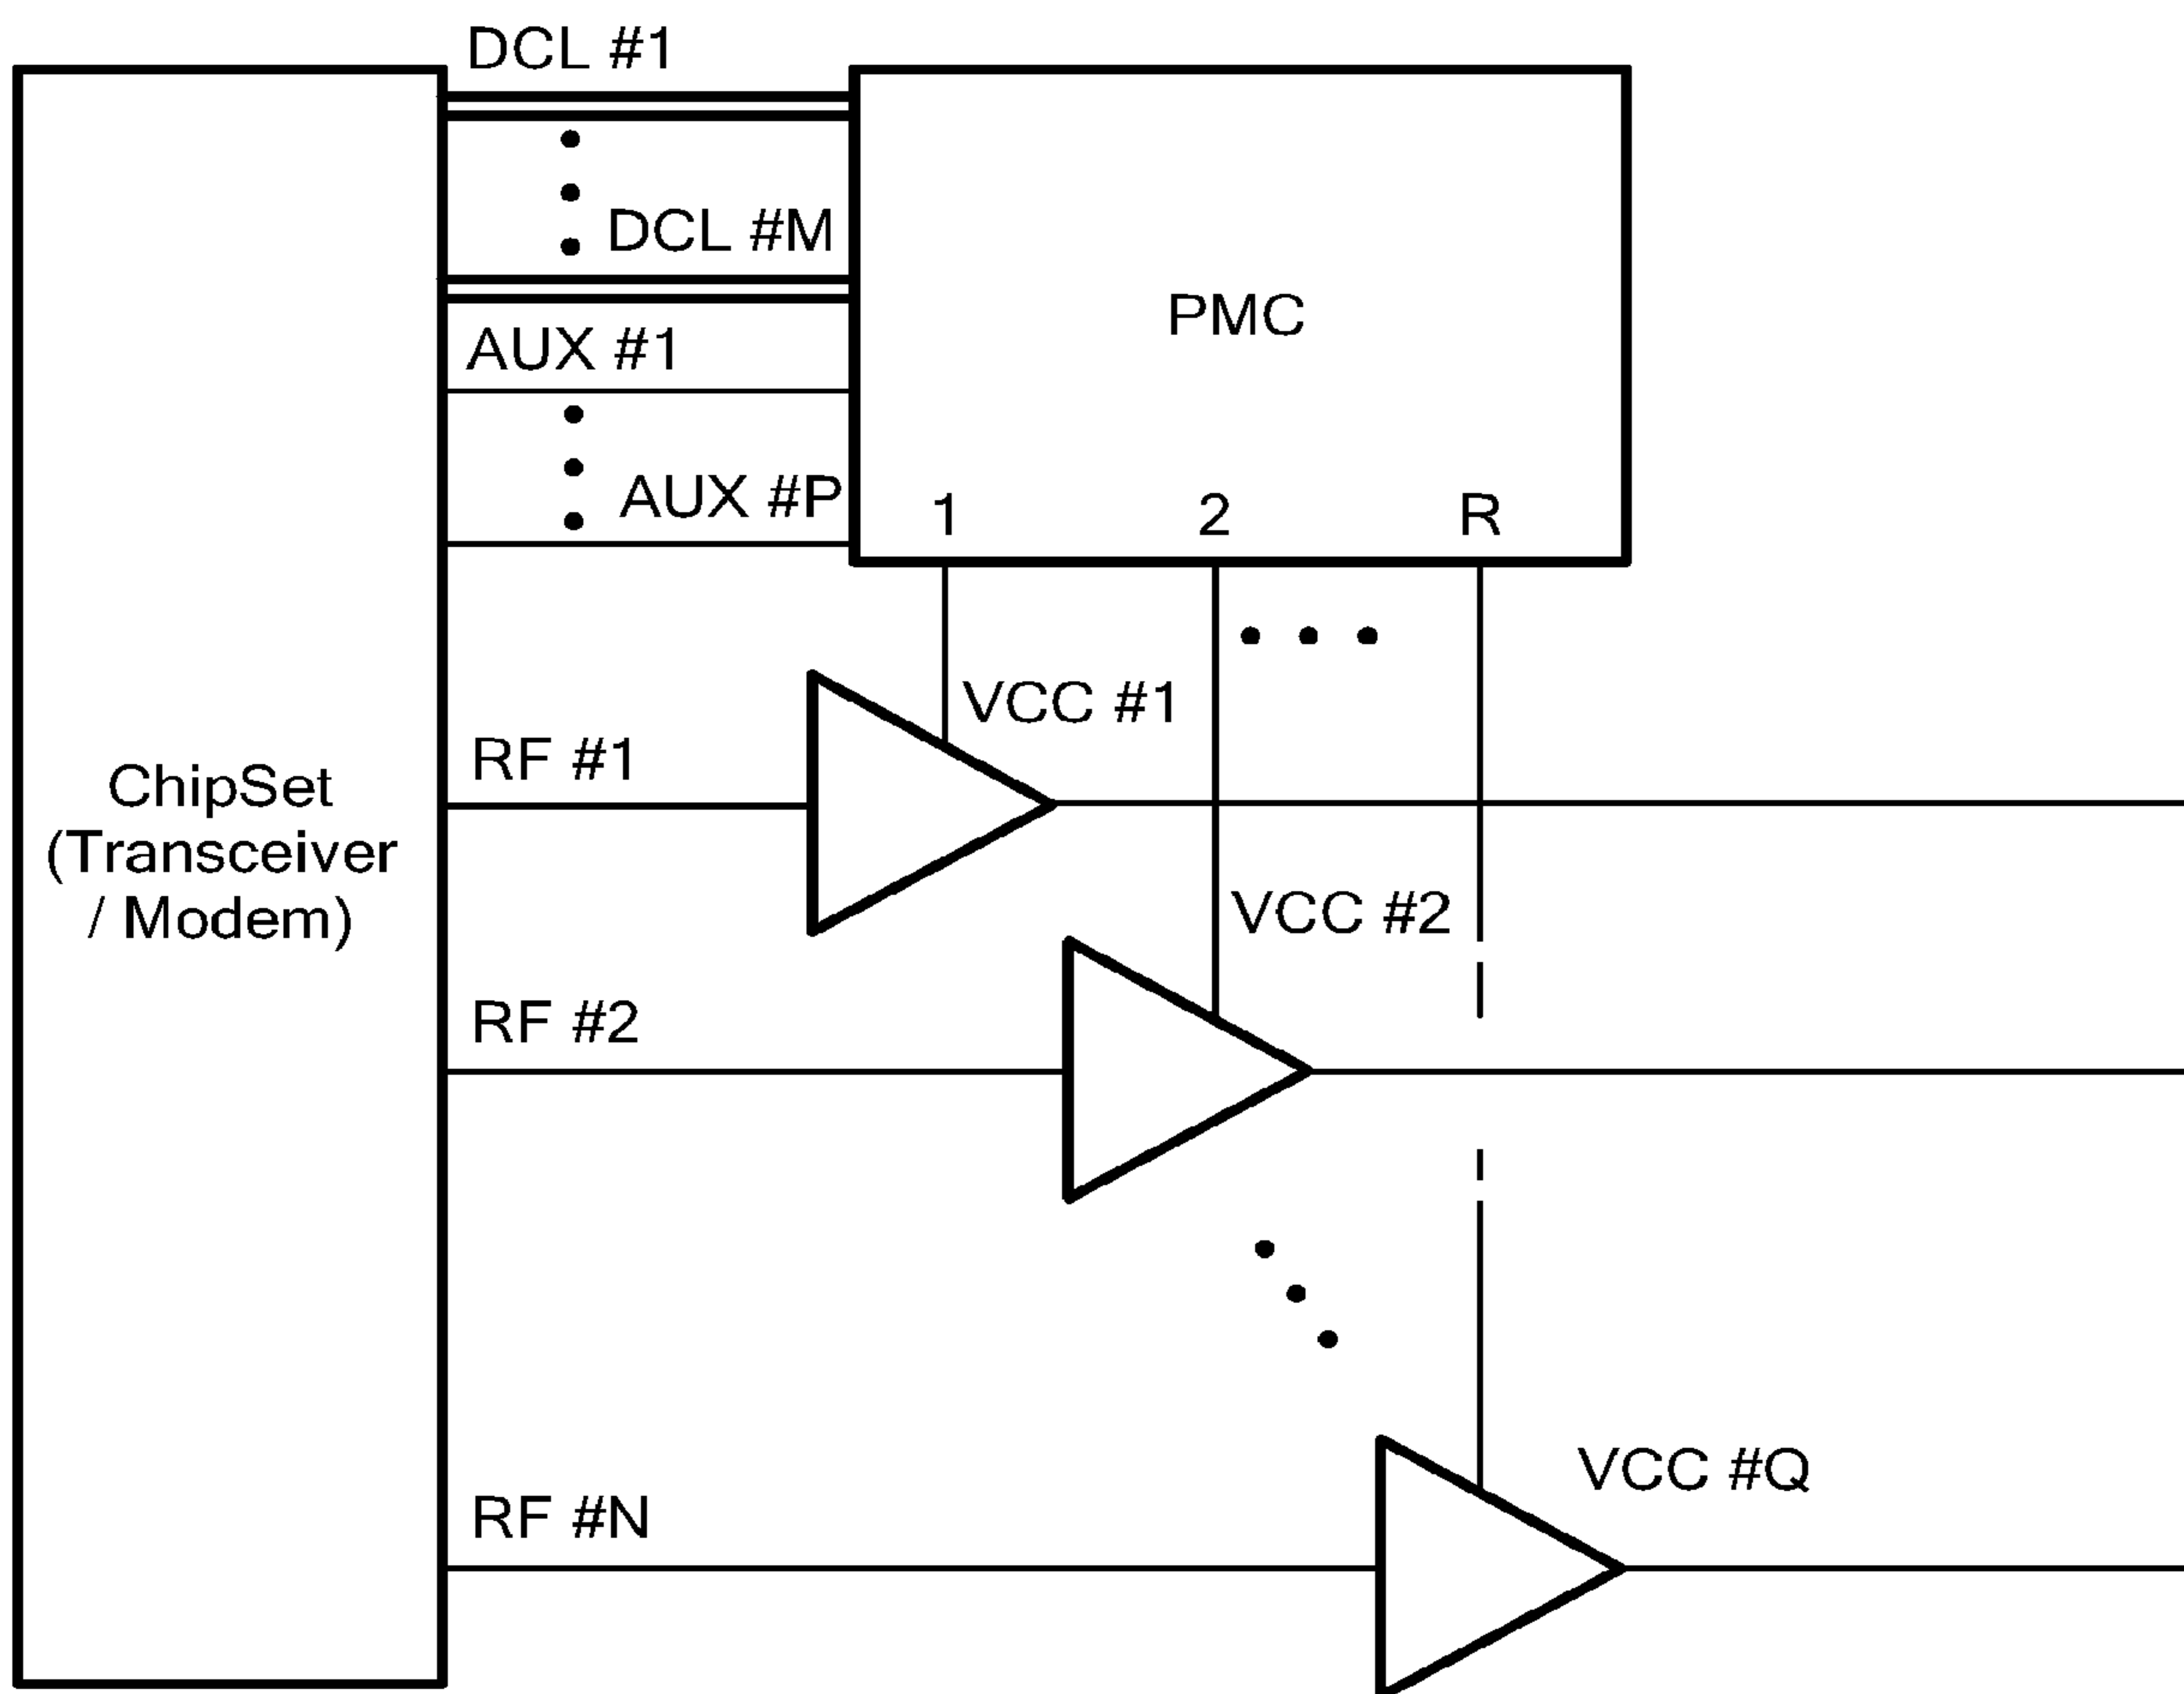 DCL #1
DCL #M
AUX #1
AUX #P
PMC
1
2
R
VCC #1
RF #1
ChipSet
(Transceiver
/ Modem)
VCC #2
RF #2
VCC #Q
RF #N